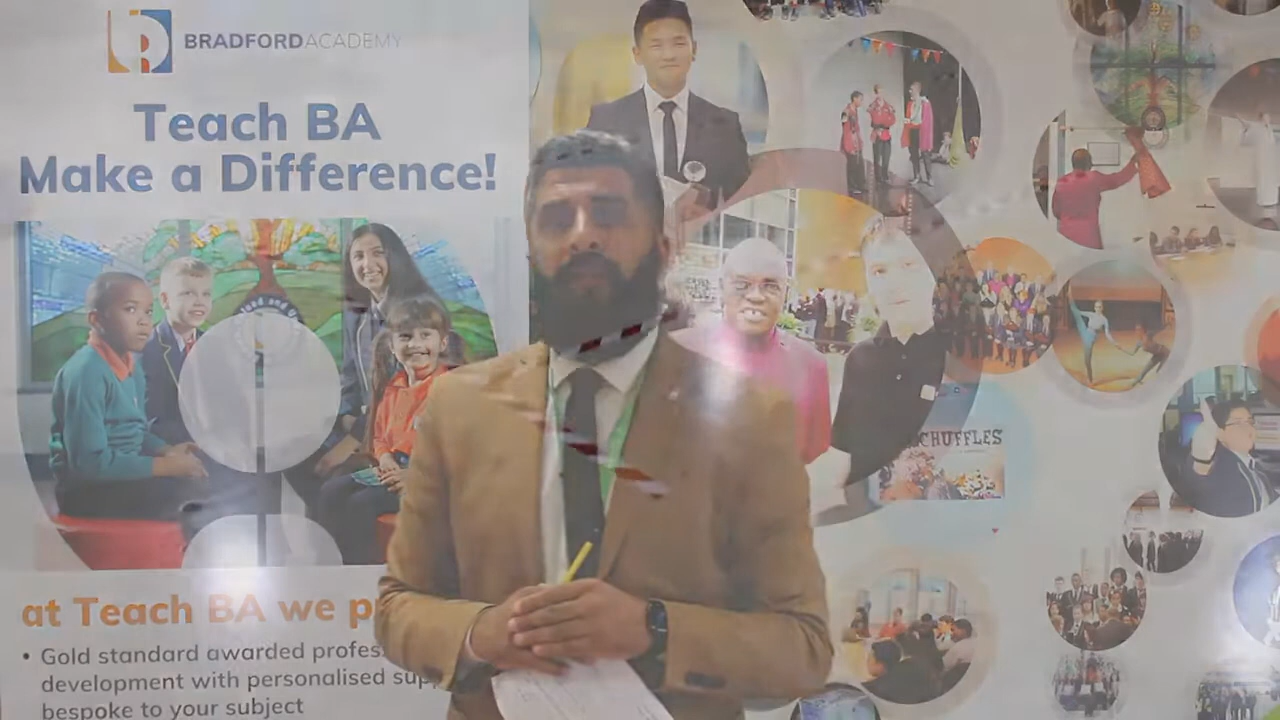 BRADFORDACADEMY
Teach BA
Make a Difference!
at Teach BA we
• Gold standard awarded
development with personalised
bespoke to your subject